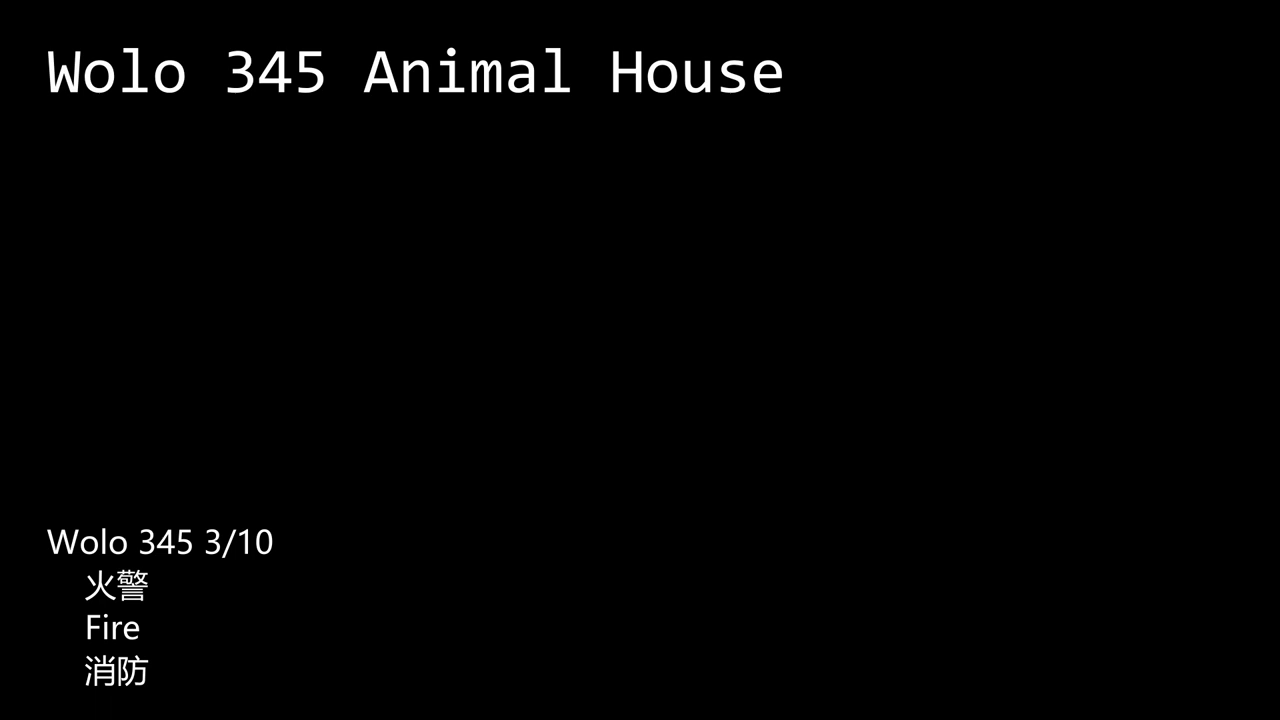 Wolo 345 Animal House
Wolo 345 3/10
火警
Fire
消防